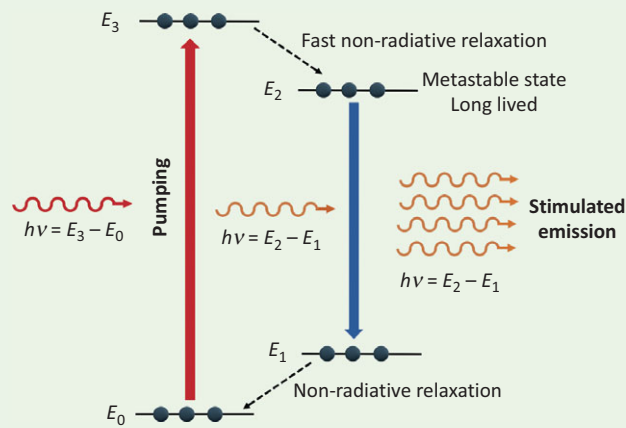 E3
Fast non-radiative relaxation
E2
Metastable state
Long lived
Pumping
hν = E3 – E0
hν = E2 – E1
Stimulated
emission
hν = E2 – E1
E1
Non-radiative relaxation
E0